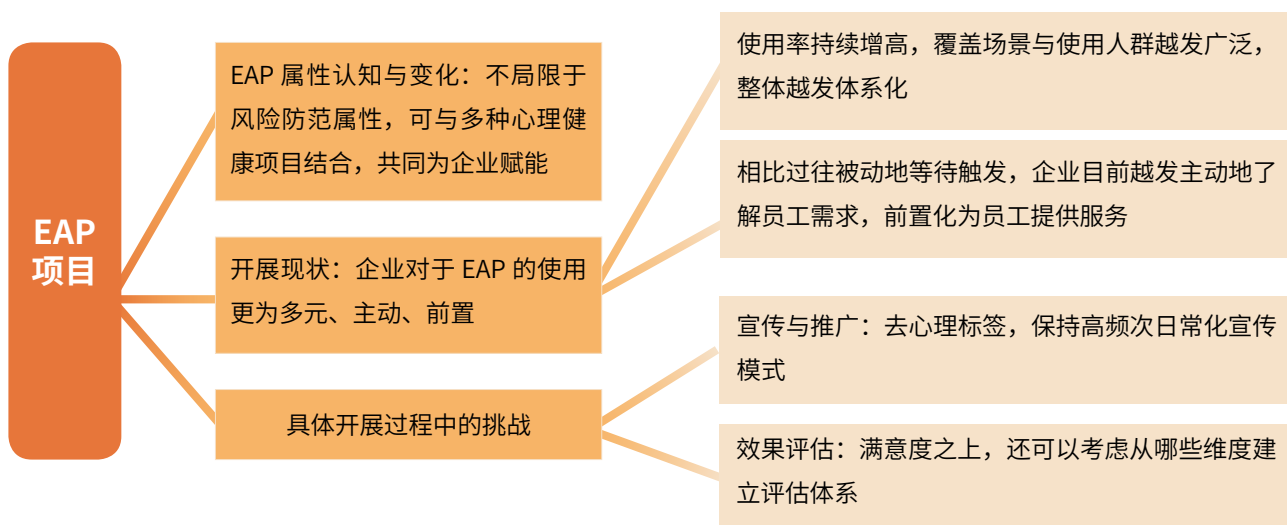 EAP
项目
EAP 属性认知与变化：不局限于
风险防范属性，可与多种心理健
康项目结合，共同为企业赋能
开展现状：企业对于 EAP 的使用
更为多元、主动、前置
使用率持续增高，覆盖场景与使用人群越发广泛，
整体越发体系化
相比过往被动地等待触发，企业目前越发主动地了
解员工需求，前置化为员工提供服务
具体开展过程中的挑战
宣传与推广：去心理标签，保持高频次日常化宣传
模式
效果评估：满意度之上，还可以考虑从哪些维度建
立评估体系